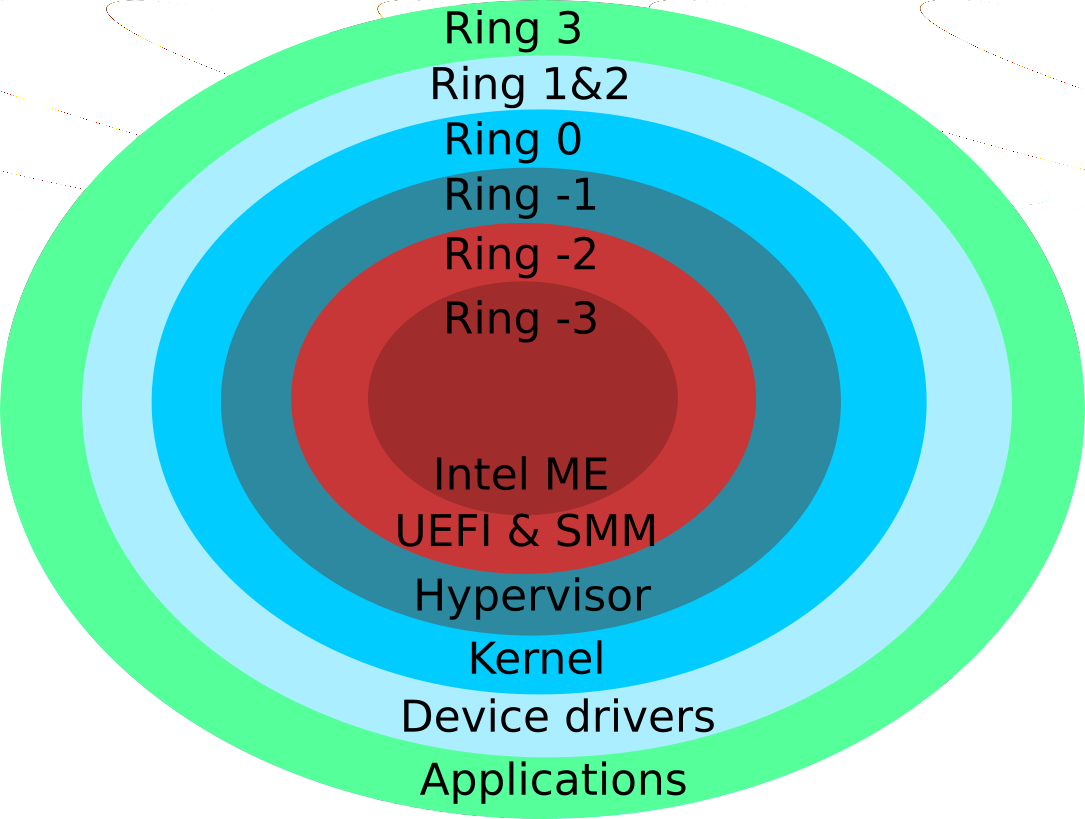 Ring 3
Ring 1&2
Ring 0
Ring -1
Ring -2
Ring -3
Intel ME
UEFI & SMM
Hypervisor
Kernel
Device drivers
Applications